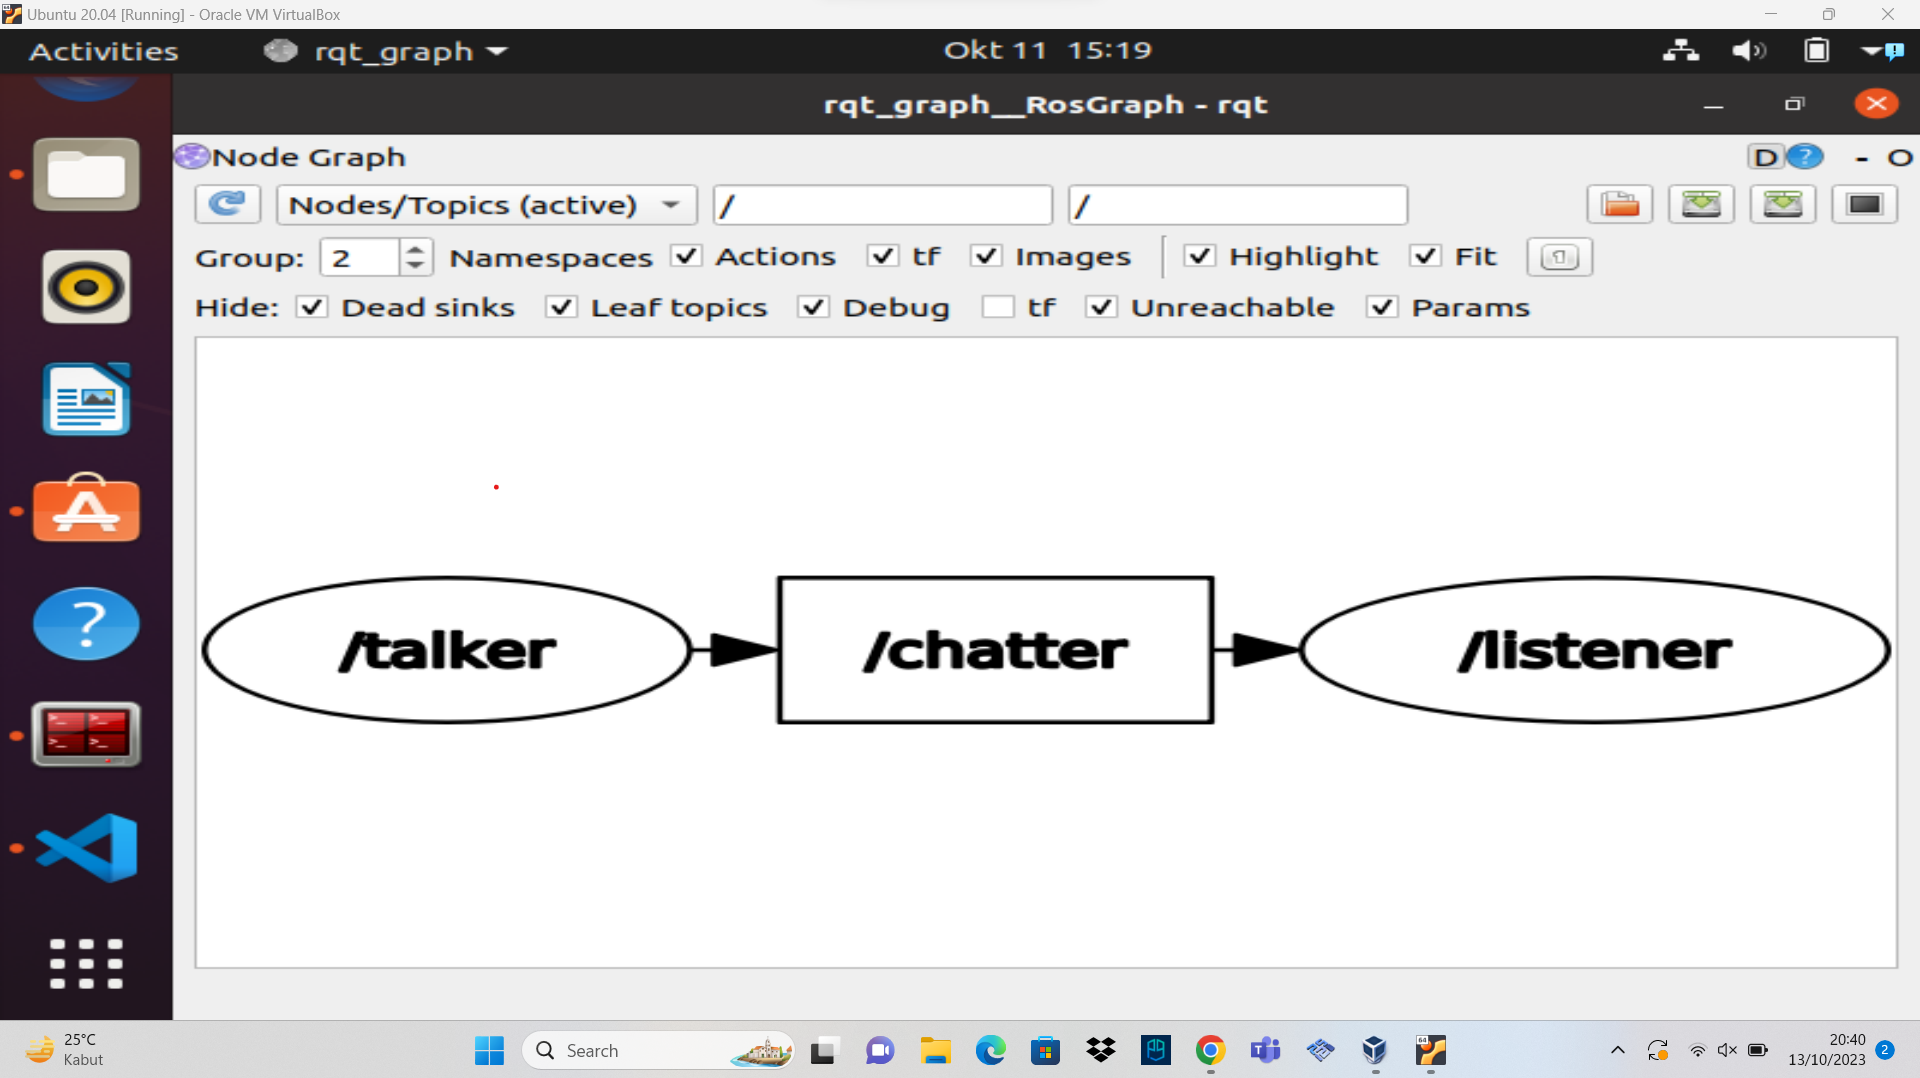 Ubuntu 20.04 [Running] - Oracle VM VirtualBox
Activities rqt_graph Okt 11 15:19
rqt_graph__RosGraph - rqt
Node Graph D ? - O
Nodes/Topics (active) / /
Group: 2 Namespaces Actions tf Images Highlight Fit
Hide: Dead sinks Leaf topics Debug tf Unreachable Params
/talker /chatter /listener
25°C
Kabut
Search
20:40
13/10/2023 2